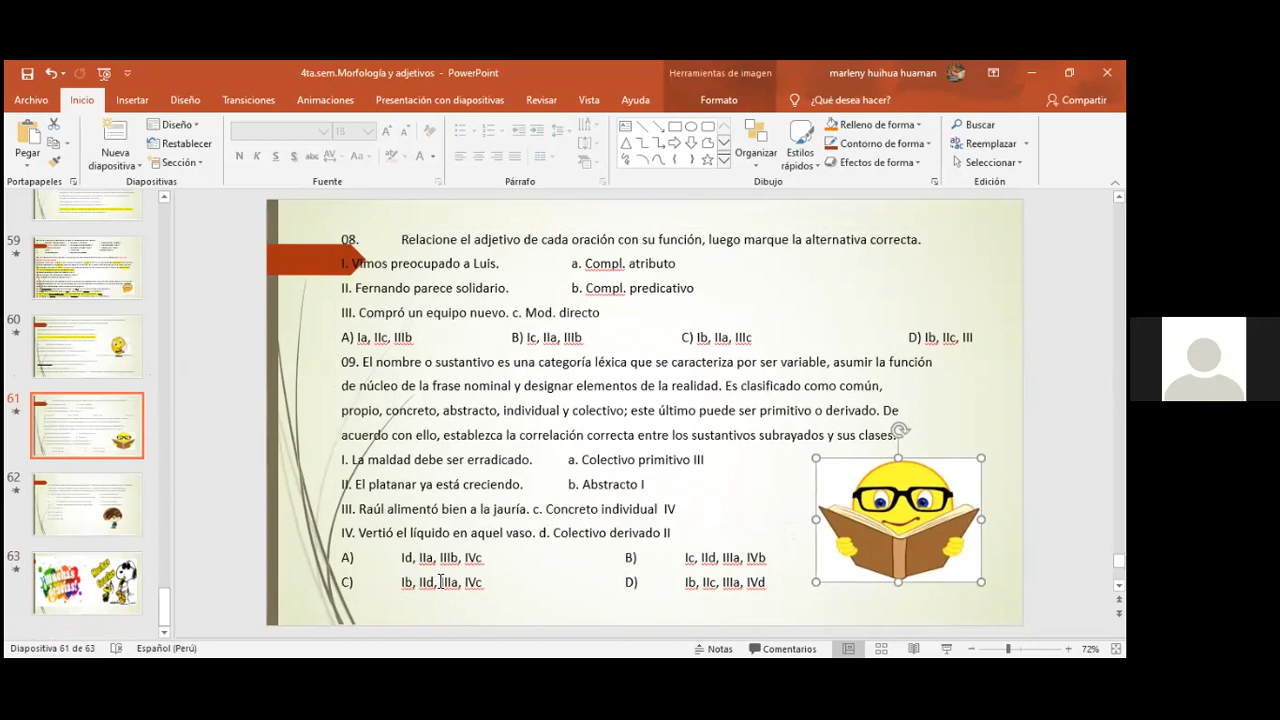 4ta.sem.Morfología y adjetivos - PowerPoint
Herramientas de imagen
marleny huihua huaman
Archivo Inicio Insertar Diseño Transiciones Animaciones Presentación con diapositivas Revisar Vista Ayuda Formato ¿Qué desea hacer? Compartir
Pegar
Nueva diapositiva
Diseño
Restablecer
Sección
18
N K S S abc AV Aa A
Organizar
Estilos rápidos
Relleno de forma
Contorno de forma
Efectos de forma
Buscar
Reemplazar
Seleccionar
Portapapeles Diapositivas Fuente Párrafo Dibujo Edición
59
60
61
62
63
08. Relacione el adjetivo de cada oración con su función, luego marque la alternativa correcta.
I. Vimos preocupado a Iván. a. Compl. atributo
II. Fernando parece solidario. b. Compl. predicativo
III. Compró un equipo nuevo. c. Mod. directo
A) Ia, IIc, IIIb B) Ic, IIa, IIIb C) Ib, IIa, IIIc D) Ib, IIc, III
09. El nombre o sustantivo es una categoría léxica que se caracteriza por ser variable, asumir la función
de núcleo de la frase nominal y designar elementos de la realidad. Es clasificado como común,
propio, concreto, abstracto, individual y colectivo; este último puede ser primitivo o derivado. De
acuerdo con ello, establezca la correlación correcta entre los sustantivos subrayados y sus clases.
I. La maldad debe ser erradicado. a. Colectivo primitivo III
II. El platanar ya está creciendo. b. Abstracto I
III. Raúl alimentó bien a la jauría. c. Concreto individual IV
IV. Vertió el líquido en aquel vaso. d. Colectivo derivado II
A) Id, IIa, IIIb, IVc B) Ic, IId, IIIa, IVb
C) Ib, IId, IIIa, IVc D) Ib, IIc, IIIa, IVd
Diapositiva 61 de 63 Español (Perú) Notas Comentarios 72%